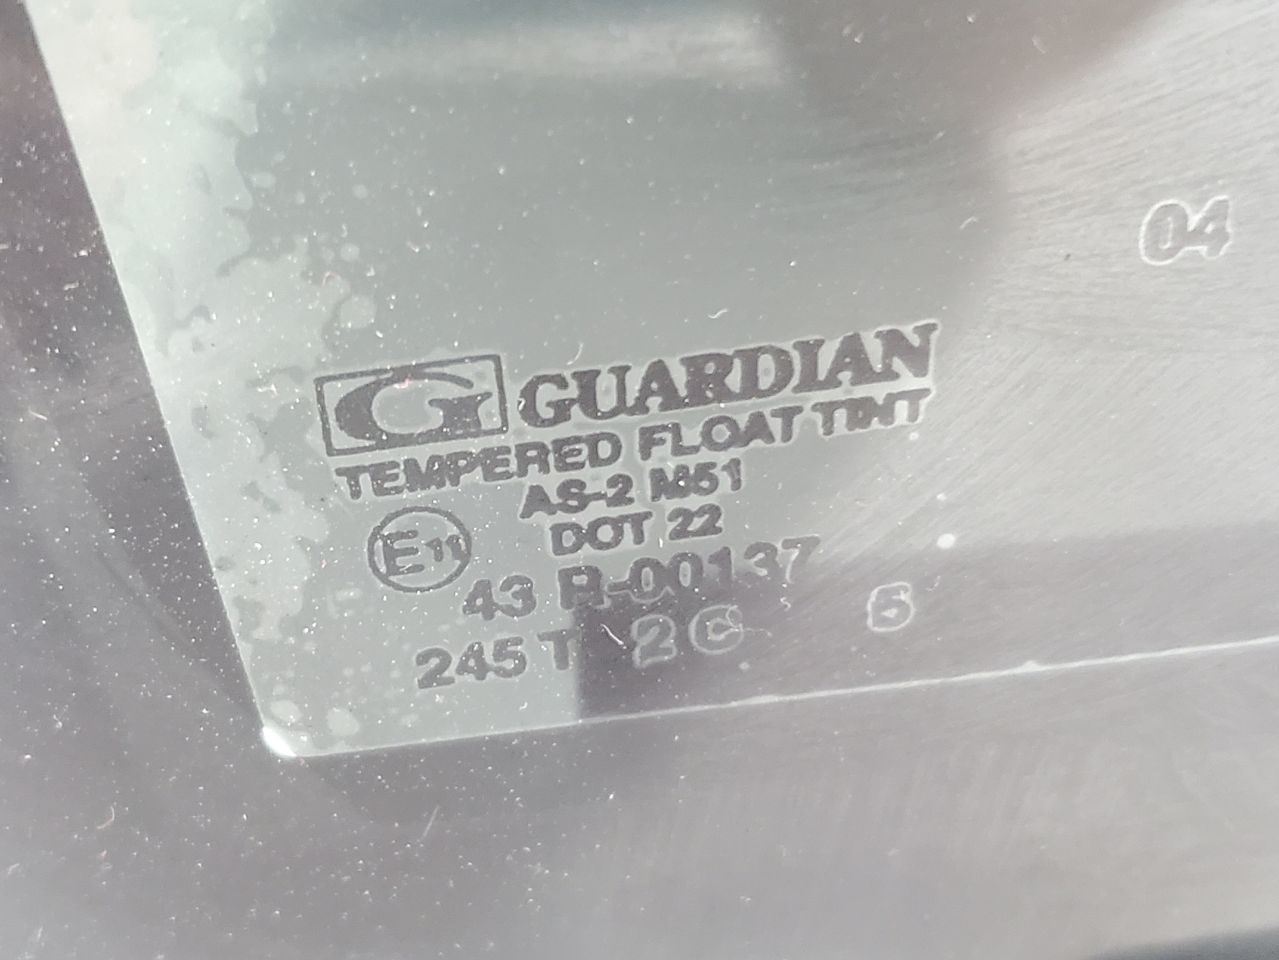 04
G GUARDIAN
TEMPERED FLOAT TINT
AS-2 M51
DOT 22
E11
43 R-00137
245 T 2 C 5